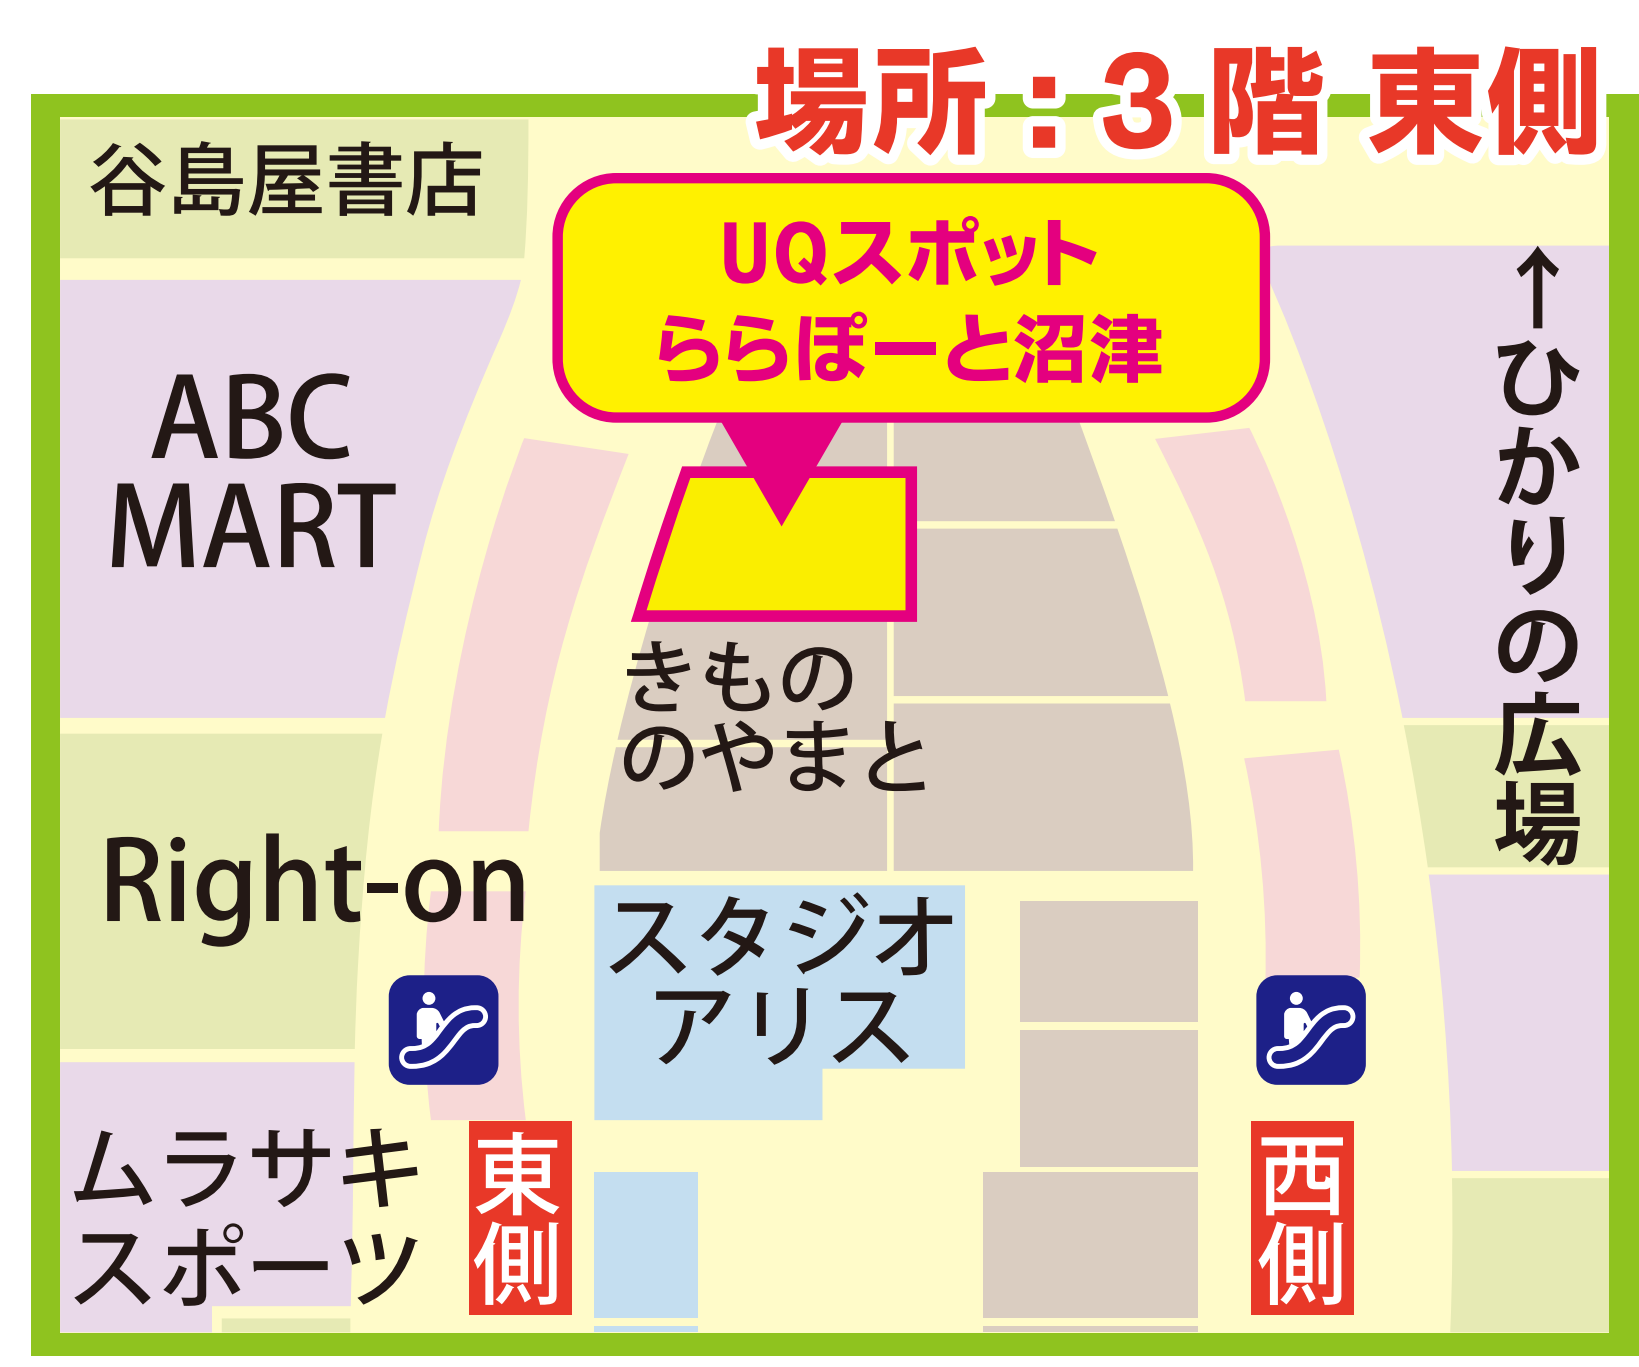 場所：3階 東側
谷島屋書店
UQスポット
ららぽーと沼津
←ひかりの広場
ABC
MART
きもの
のやまと
Right-on
スタジオ
アリス
ムラサキ
スポーツ
東側
西側